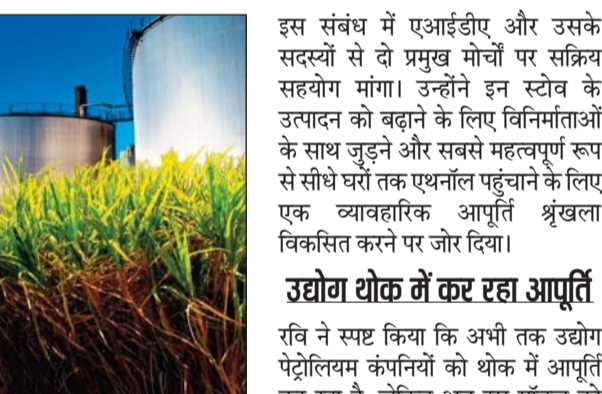 इस संबंध में एआईडीए और उसके
सदस्यों से दो प्रमुख मोर्चों पर सक्रिय
सहयोग मांगा। उन्होंने इन स्टोव के
उत्पादन को बढ़ाने के लिए विनिर्माताओं
के साथ जुड़ने और सबसे महत्वपूर्ण रूप
से सीधे घरों तक एथनॉल पहुंचाने के लिए
एक व्यावहारिक आपूर्ति श्रृंखला
विकसित करने पर जोर दिया।
उद्योग थोक में कर रहा आपूर्ति
रवि ने स्पष्ट किया कि अभी तक उद्योग
पेट्रोलियम कंपनियों को थोक में आपूर्ति